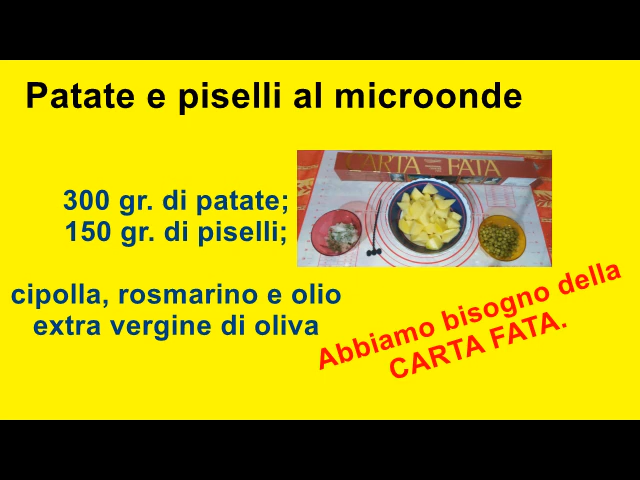 Patate e piselli al microonde
CARTA FATA
300 gr. di patate;
150 gr. di piselli;
cipolla, rosmarino e olio
extra vergine di oliva
Abbiamo bisogno della
CARTA FATA.